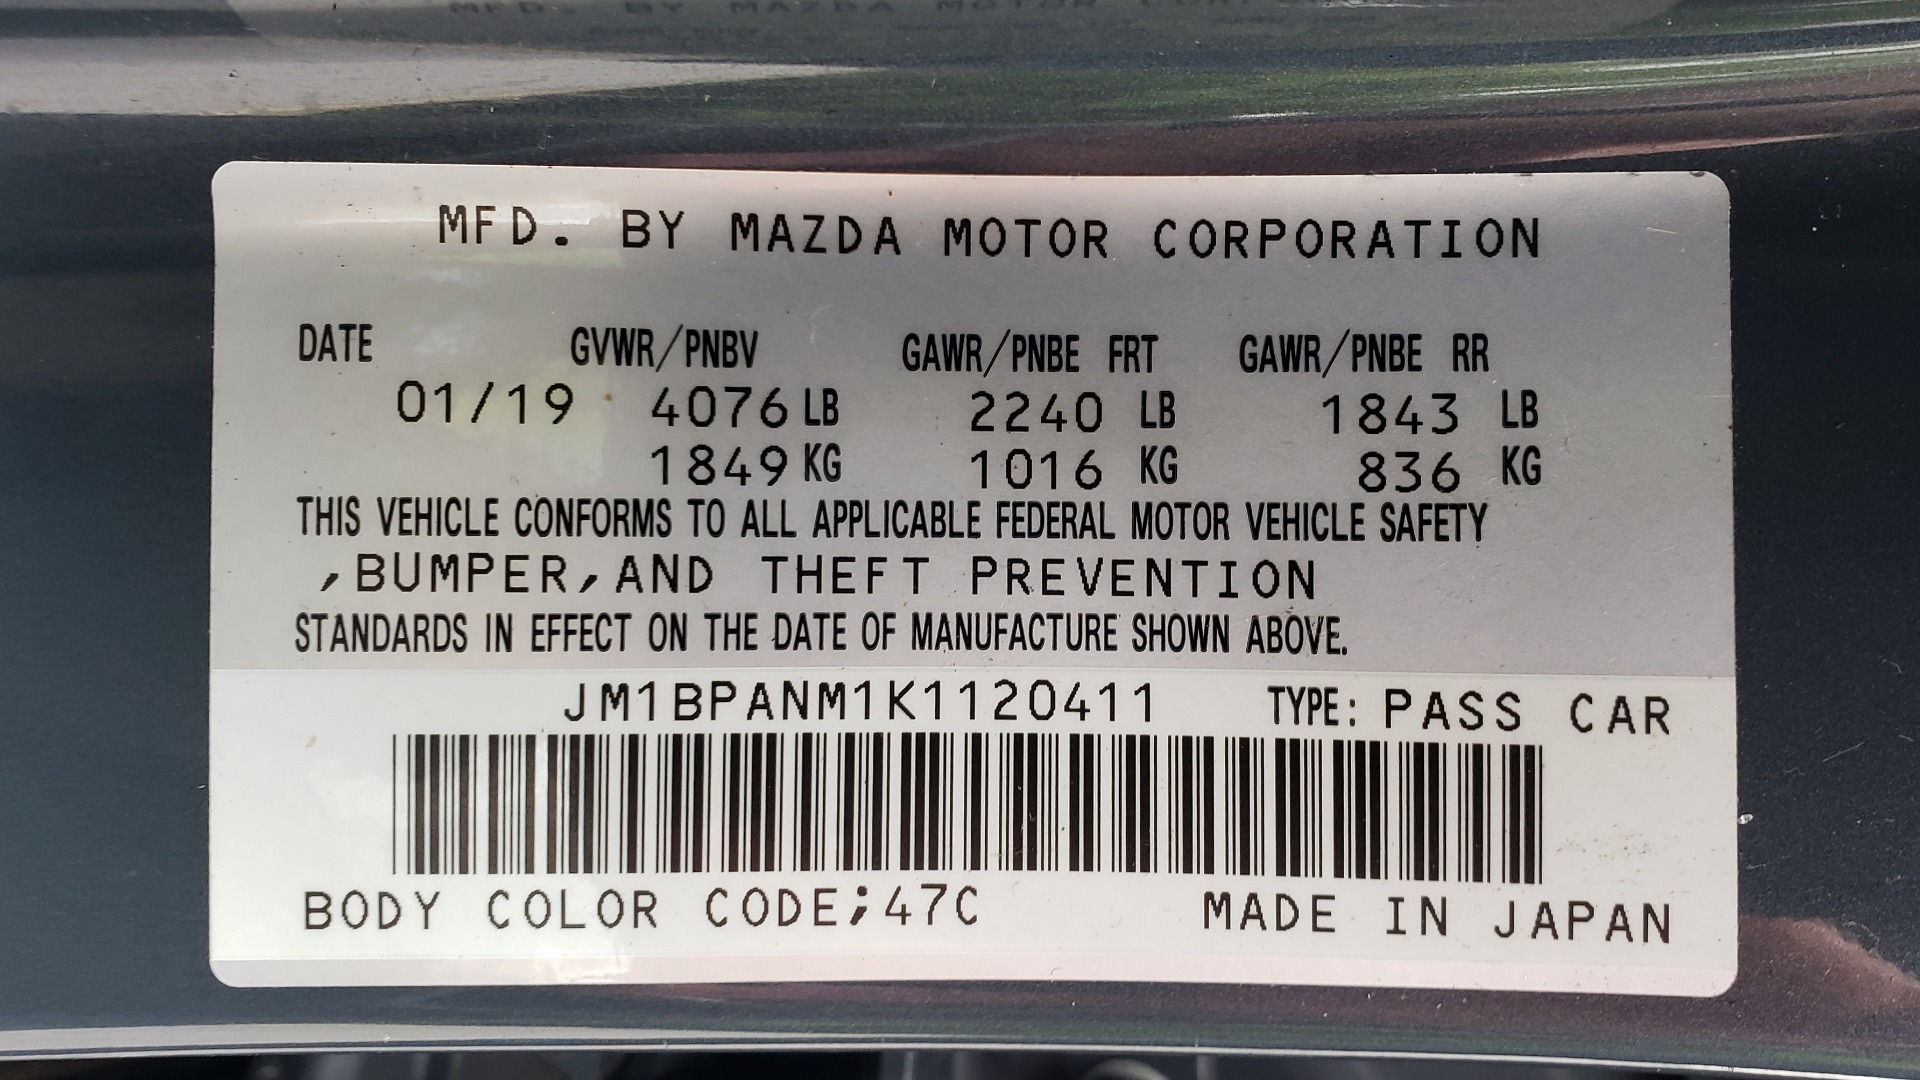 MFD. BY MAZDA MOTOR CORPORATION
DATE GVWR/PNBV GAWR/PNBE FRT GAWR/PNBE RR
01/19 4076 LB 2240 LB 1843 LB
1849 KG 1016 KG 836 KG
THIS VEHICLE CONFORMS TO ALL APPLICABLE FEDERAL MOTOR VEHICLE SAFETY
,BUMPER,AND THEFT PREVENTION
STANDARDS IN EFFECT ON THE DATE OF MANUFACTURE SHOWN ABOVE.
JM1BPANM1K1120411 TYPE: PASS CAR
BODY COLOR CODE;47C MADE IN JAPAN